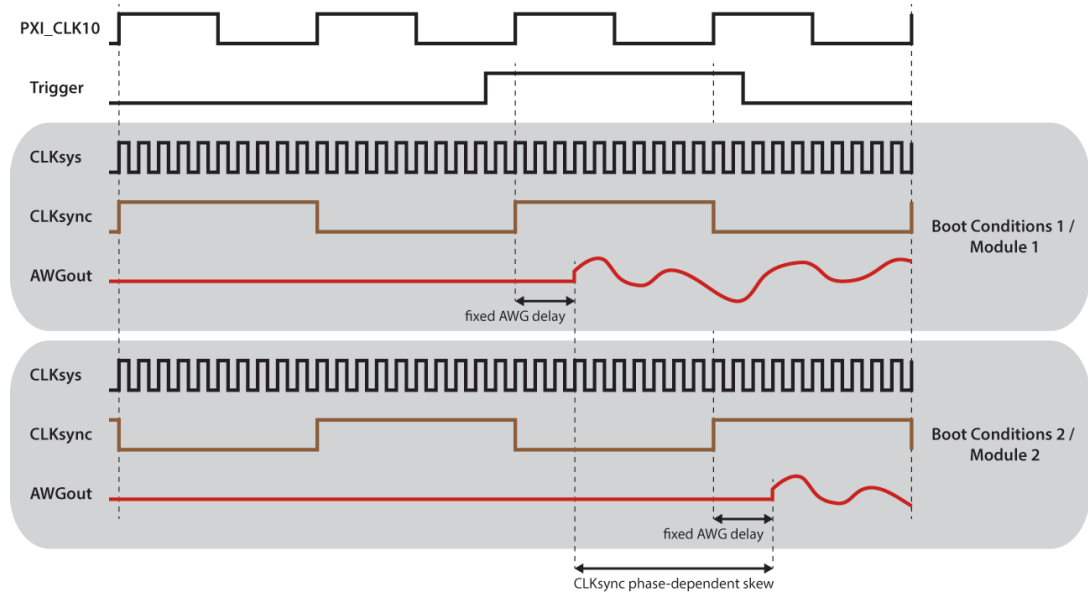 PXI_CLK10
Trigger
CLKsys
CLKsync
AWGout
fixed AWG delay
Boot Conditions 1 /
Module 1
CLKsys
CLKsync
AWGout
fixed AWG delay
Boot Conditions 2 /
Module 2
CLKsync phase-dependent skew